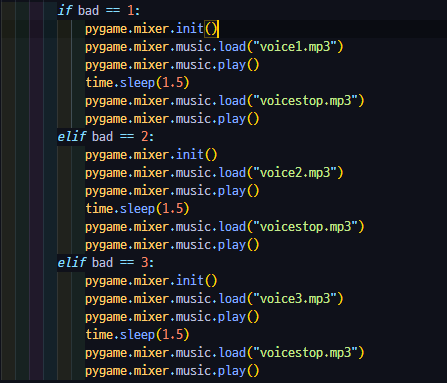 if bad == 1:
    pygame.mixer.init()
    pygame.mixer.music.load("voice1.mp3")
    pygame.mixer.music.play()
    time.sleep(1.5)
    pygame.mixer.music.load("voicestop.mp3")
    pygame.mixer.music.play()
elif bad == 2:
    pygame.mixer.init()
    pygame.mixer.music.load("voice2.mp3")
    pygame.mixer.music.play()
    time.sleep(1.5)
    pygame.mixer.music.load("voicestop.mp3")
    pygame.mixer.music.play()
elif bad == 3:
    pygame.mixer.init()
    pygame.mixer.music.load("voice3.mp3")
    pygame.mixer.music.play()
    time.sleep(1.5)
    pygame.mixer.music.load("voicestop.mp3")
    pygame.mixer.music.play()